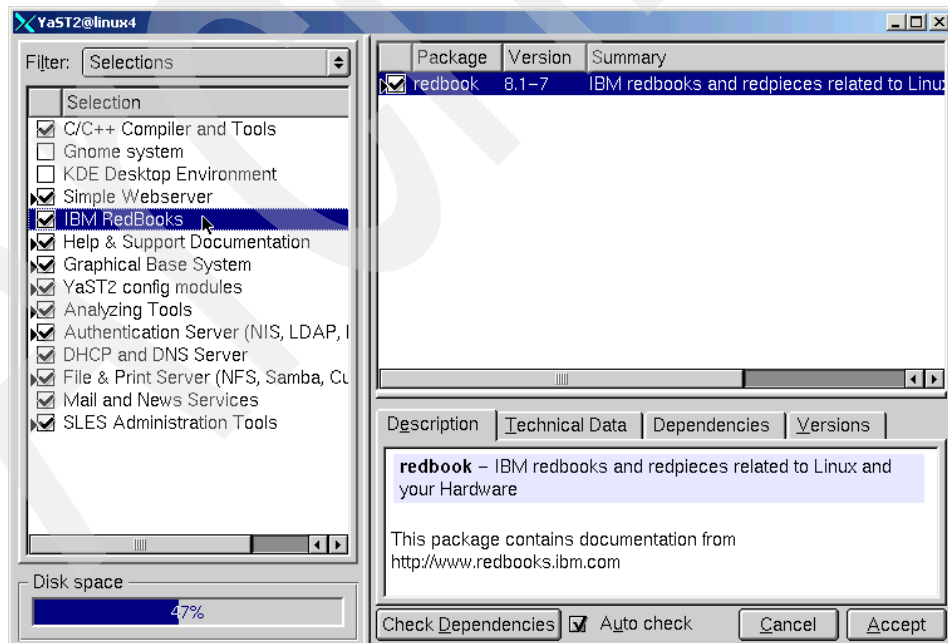 YaST2@linux4
Filter: Selections
Selection
C/C++ Compiler and Tools
Gnome system
KDE Desktop Environment
Simple Webserver
IBM RedBooks
Help & Support Documentation
Graphical Base System
YaST2 config modules
Analyzing Tools
Authentication Server (NIS, LDAP,
DHCP and DNS Server
File & Print Server (NFS, Samba, Cu
Mail and News Services
SLES Administration Tools
Disk space
47%
Package Version Summary
redbook 8.1-7 IBM redbooks and redpieces related to Linux
Description Technical Data Dependencies Versions
redbook – IBM redbooks and redpieces related to Linux and
your Hardware
This package contains documentation from
http://www.redbooks.ibm.com
Check Dependencies Auto check Cancel Accept